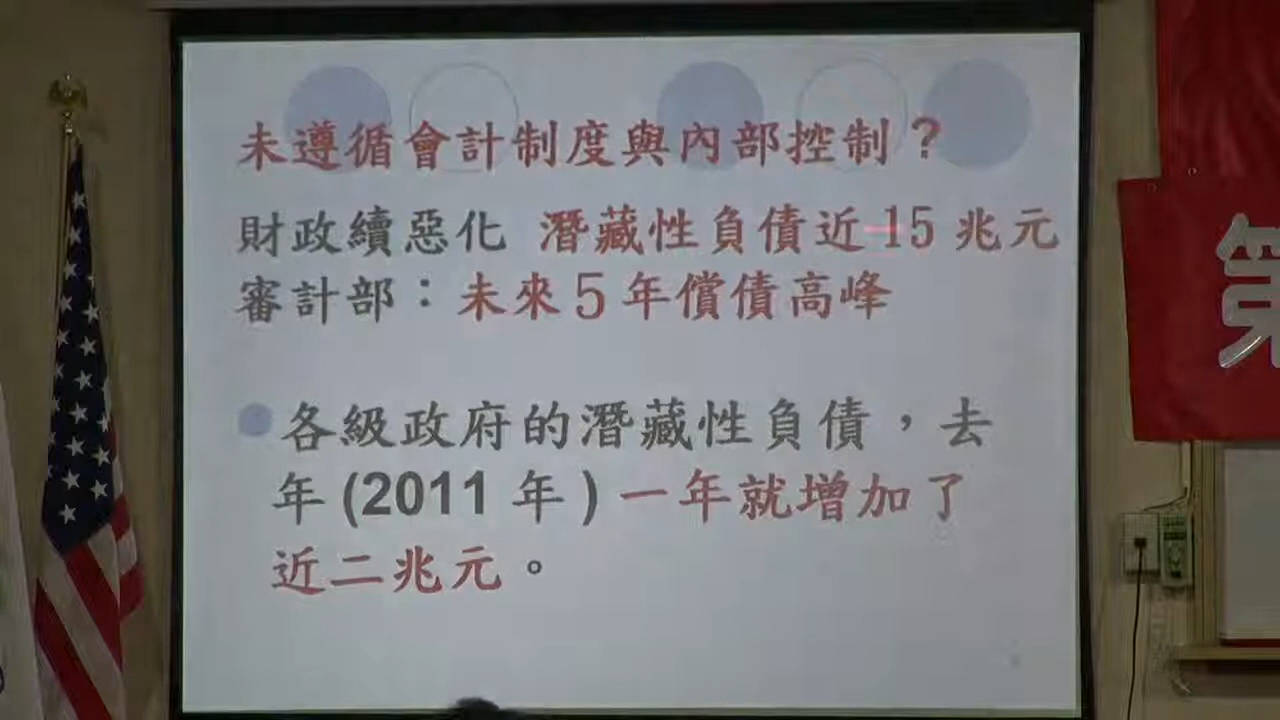 未遵循會計制度與內部控制？
財政續惡化 潛藏性負債近15兆元
審計部：未來5年償債高峰
各級政府的潛藏性負債，去
年(2011年)一年就增加了
近二兆元。
第